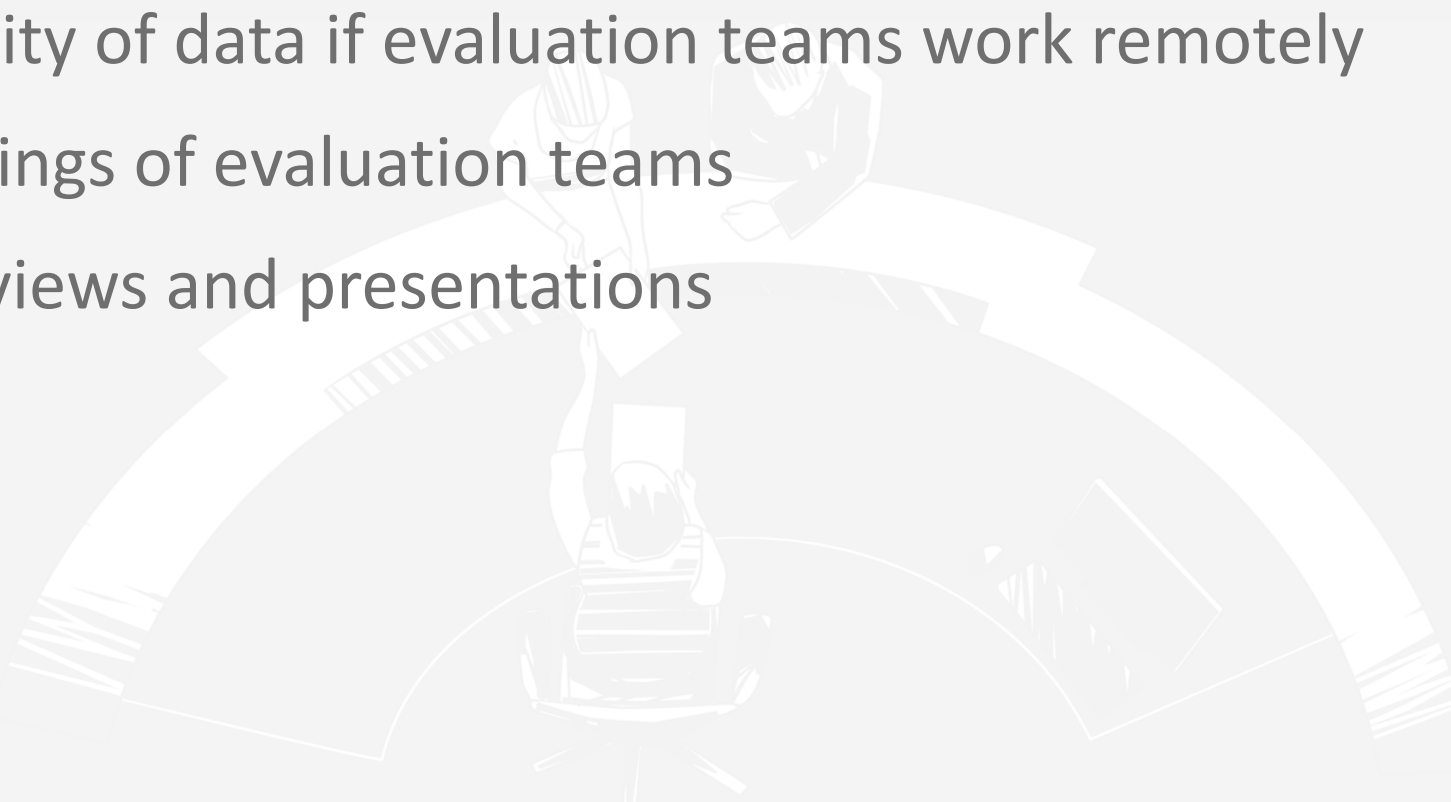 ity of data if evaluation teams work remotely
ings of evaluation teams
views and presentations